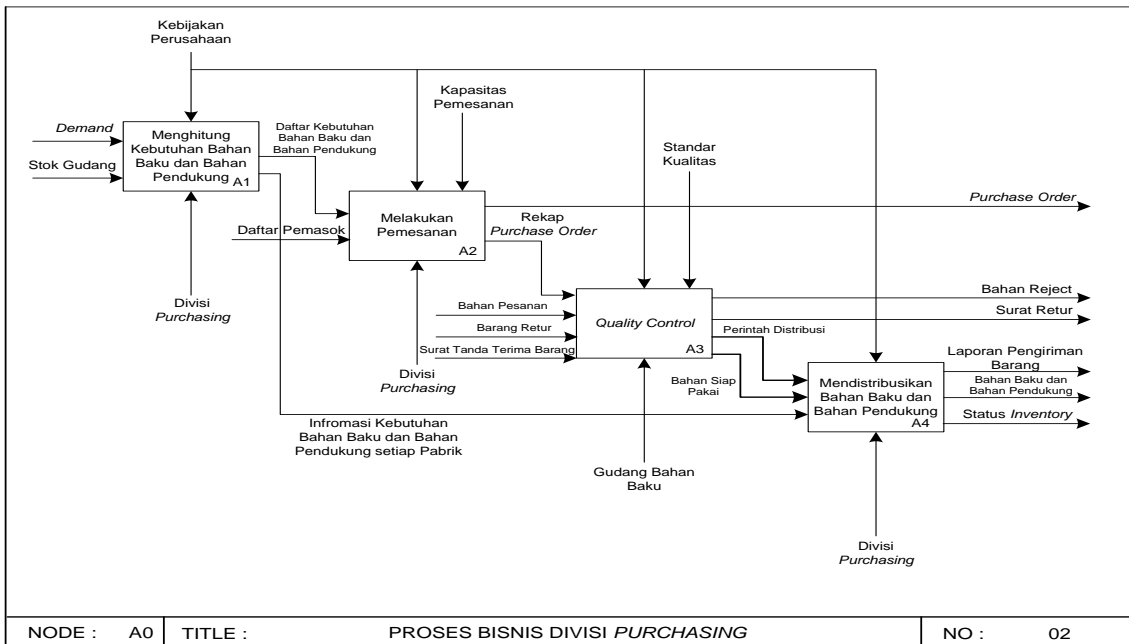 Kebijakan
Perusahaan
Kapasitas
Pemesanan
Demand
Stok Gudang
Menghitung
Kebutuhan Bahan
Baku dan Bahan
Pendukung
A1
Daftar Kebutuhan
Bahan Baku dan
Bahan Pendukung
Standar
Kualitas
Daftar Pemasok
Melakukan
Pemesanan
A2
Rekap
Purchase Order
Purchase Order
Divisi
Purchasing
Bahan Pesanan
Barang Retur
Surat Tanda Terima Barang
Quality Control
A3
Bahan Reject
Surat Retur
Perintah Distribusi
Bahan Siap
Pakai
Divisi
Purchasing
Mendistribusikan
Bahan Baku dan
Bahan Pendukung
A4
Laporan Pengiriman
Barang
Bahan Baku dan
Bahan Pendukung
Status Inventory
Infromasi Kebutuhan
Bahan Baku dan Bahan
Pendukung setiap Pabrik
Gudang Bahan
Baku
Divisi
Purchasing
NODE : A0 TITLE : PROSES BISNIS DIVISI PURCHASING NO : 02